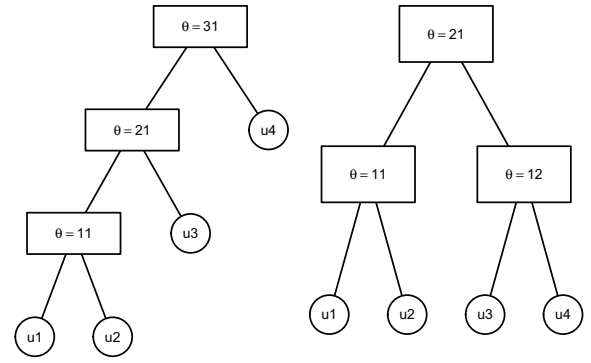 θ = 31
θ = 21
u4
θ = 11
u3
u1
u2
θ = 21
θ = 11
θ = 12
u1
u2
u3
u4